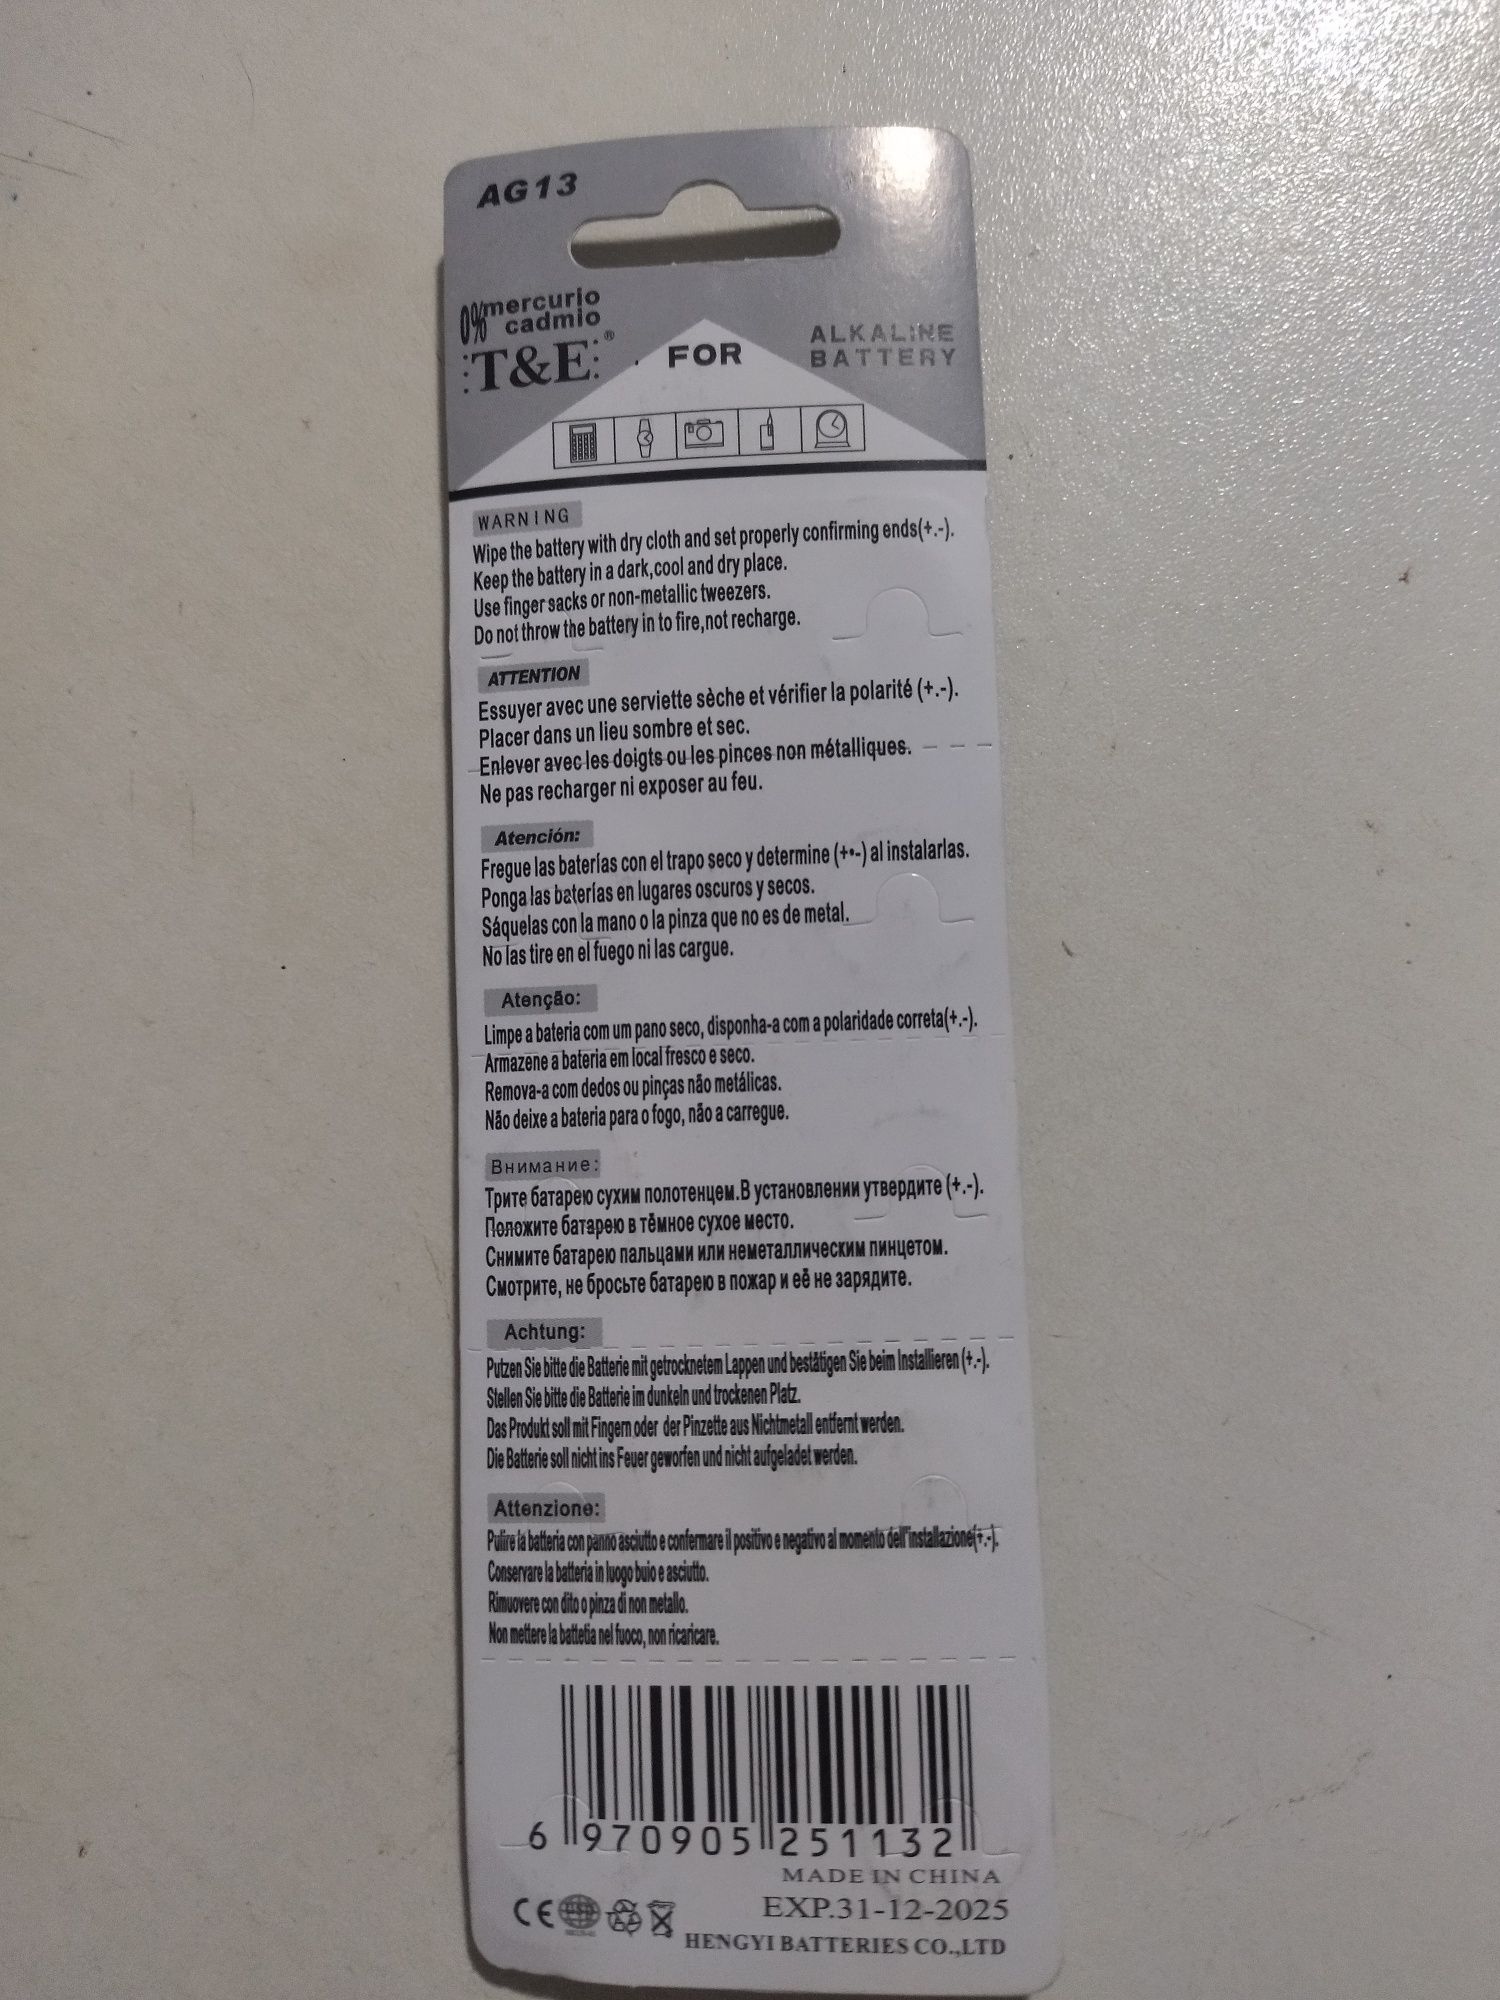 AG13
0% mercurio
cadmio
T&E®
FOR
ALKALINE
BATTERY
WARNING
Wipe the battery with dry cloth and set properly confirming ends(+.-).
Keep the battery in a dark,cool and dry place.
Use finger sacks or non-metallic tweezers.
Do not throw the battery in to fire,not recharge.
ATTENTION
Essuyer avec une serviette sèche et vérifier la polarité (+.-).
Placer dans un lieu sombre et sec.
Enlever avec les doigts ou les pinces non métalliques.
Ne pas recharger ni exposer au feu.
Atención:
Fregue las baterías con el trapo seco y determine (+•-) al instalarlas.
Ponga las baterías en lugares oscuros y secos.
Sáquelas con la mano o la pinza que no es de metal.
No las tire en el fuego ni las cargue.
Atenção:
Limpe a bateria com um pano seco, disponha-a com a polaridade correta(+.-).
Armazene a bateria em local fresco e seco.
Remova-a com dedos ou pinças não metálicas.
Não deixe a bateria para o fogo, não a carregue.
Внимание:
Трите батарею сухим полотенцем.В установлении утвердите (+.-).
Положите батарею в тёмное сухое место.
Снимите батарею пальцами или неметаллическим пинцетом.
Смотрите, не бросьте батарею в пожар и её не зарядите.
Achtung:
Putzen Sie bitte die Batterie mit getrocknetem Lappen und bestätigen Sie beim Installieren (+.-).
Stellen Sie bitte die Batterie im dunkeln und trockenen Platz.
Das Produkt soll mit Fingern oder der Pinzette aus Nichtmetall entfernt werden.
Die Batterie soll nicht ins Feuer geworfen und nicht aufgeladet werden.
Attenzione:
Pulire la batteria con panno asciutto e confermare il positivo e negativo al momento dell'installazione(+.-).
Conservare la batteria in luogo buio e asciutto.
Rimuovere con dito o pinza di non metallo.
Non mettere la battetia nel fuoco, non ricaricare.
6 970905 251132
MADE IN CHINA
CE
EXP.31-12-2025
HENGYI BATTERIES CO.,LTD